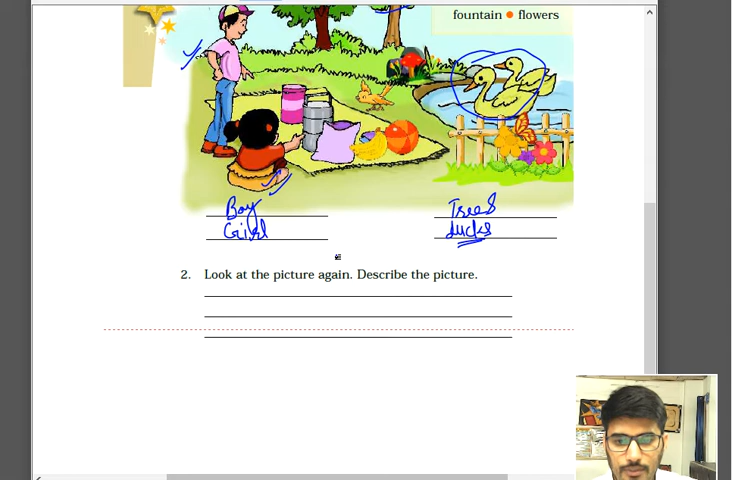 fountain • flowers
Boy
Trees
Girl
ducks
2. Look at the picture again. Describe the picture.